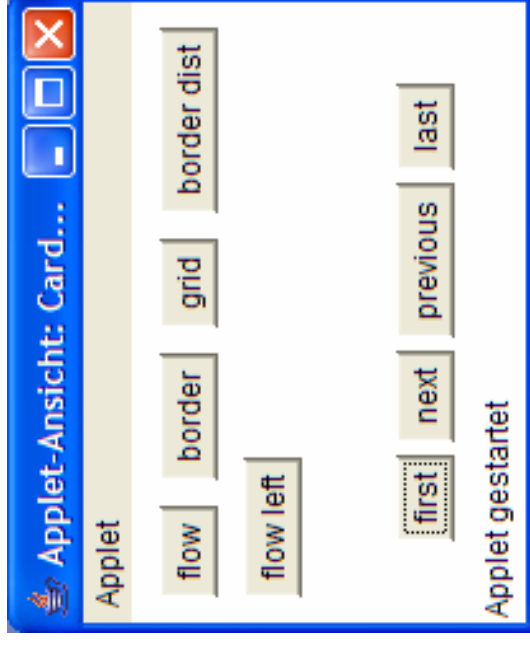 Applet-Ansicht: Card...
Applet
flow border grid border dist
flow left
first next previous last
Applet gestartet